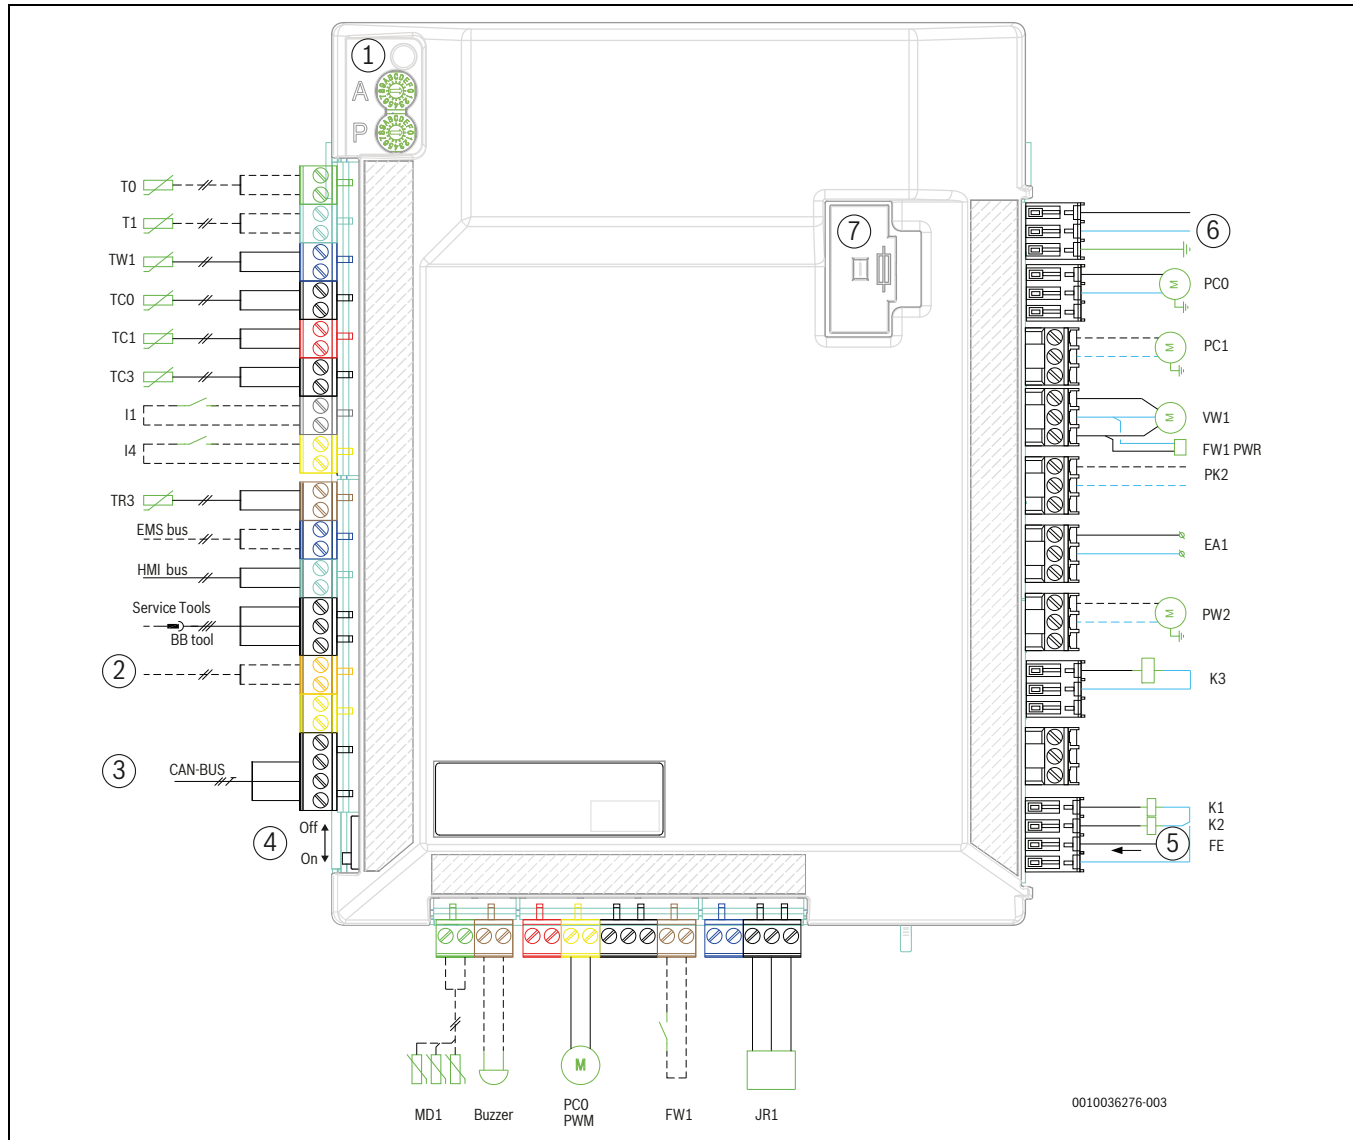 1
A
P
T0
T1
TW1
TC0
TC1
TC3
I1
I4
TR3
EMS bus
HMI bus
Service Tools
BB tool
2
3
CAN-BUS
4
Off
On
7
6
PC0
PC1
VW1
FW1 PWR
PK2
EA1
PW2
K3
K1
K2
5
FE
M
M
M
M
M
MD1
Buzzer
PC0
PWM
FW1
JR1
0010036276-003